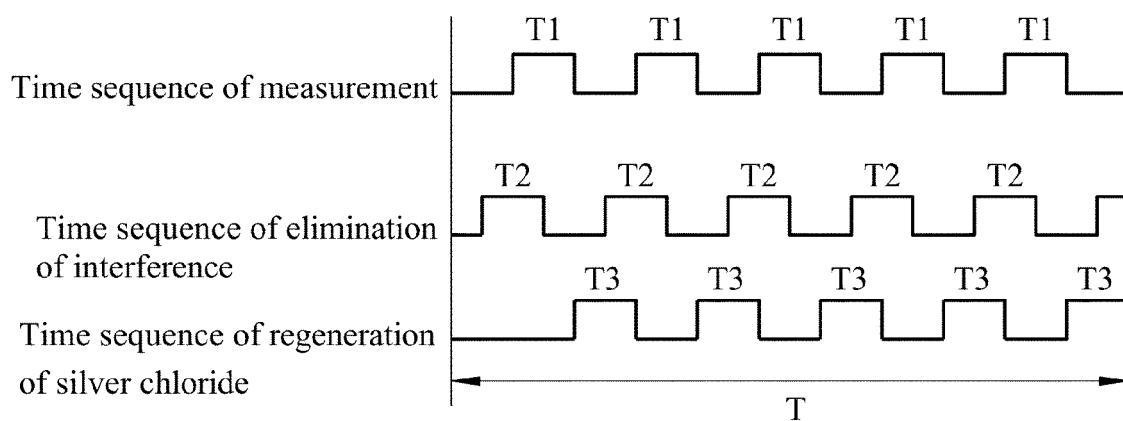 T1 T1 T1 T1 T1
Time sequence of measurement
T2 T2 T2 T2 T2
Time sequence of elimination
of interference
T3 T3 T3 T3 T3
Time sequence of regeneration
of silver chloride
T